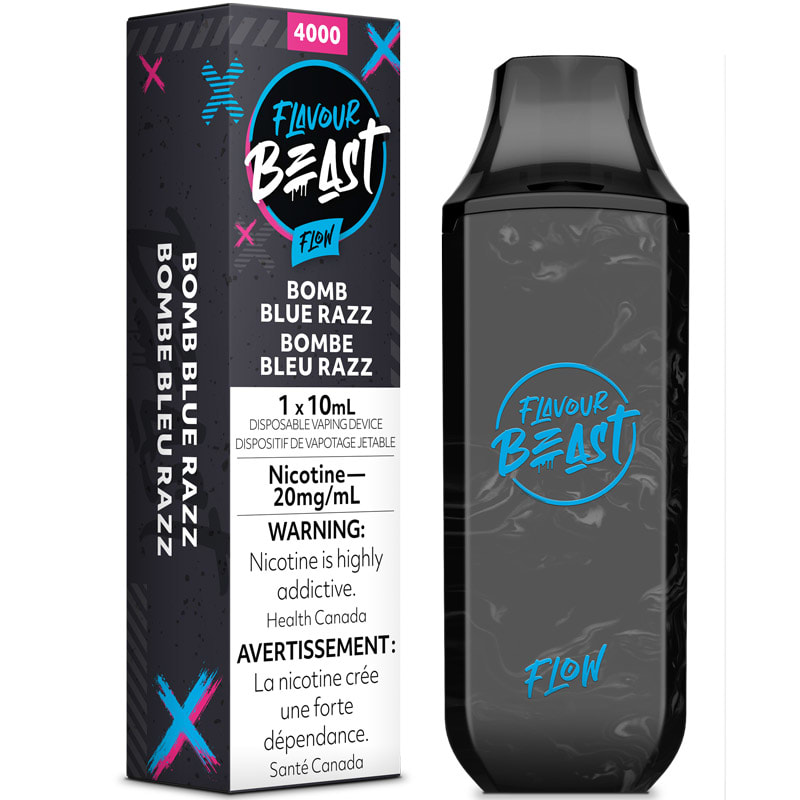 4000
FLAVOUR
BEAST
FLOW
BOMB
BLUE RAZZ
BOMBE
BLEU RAZZ
1 x 10mL
DISPOSABLE VAPING DEVICE
DISPOSITIF DE VAPOTAGE JETABLE
Nicotine—
20mg/mL
WARNING:
Nicotine is highly
addictive.
Health Canada
AVERTISSEMENT:
La nicotine crée
une forte
dépendance.
Santé Canada
BOMB BLUE RAZZ
BOMBE BLEU RAZZ
FLAVOUR
BEAST
FLOW